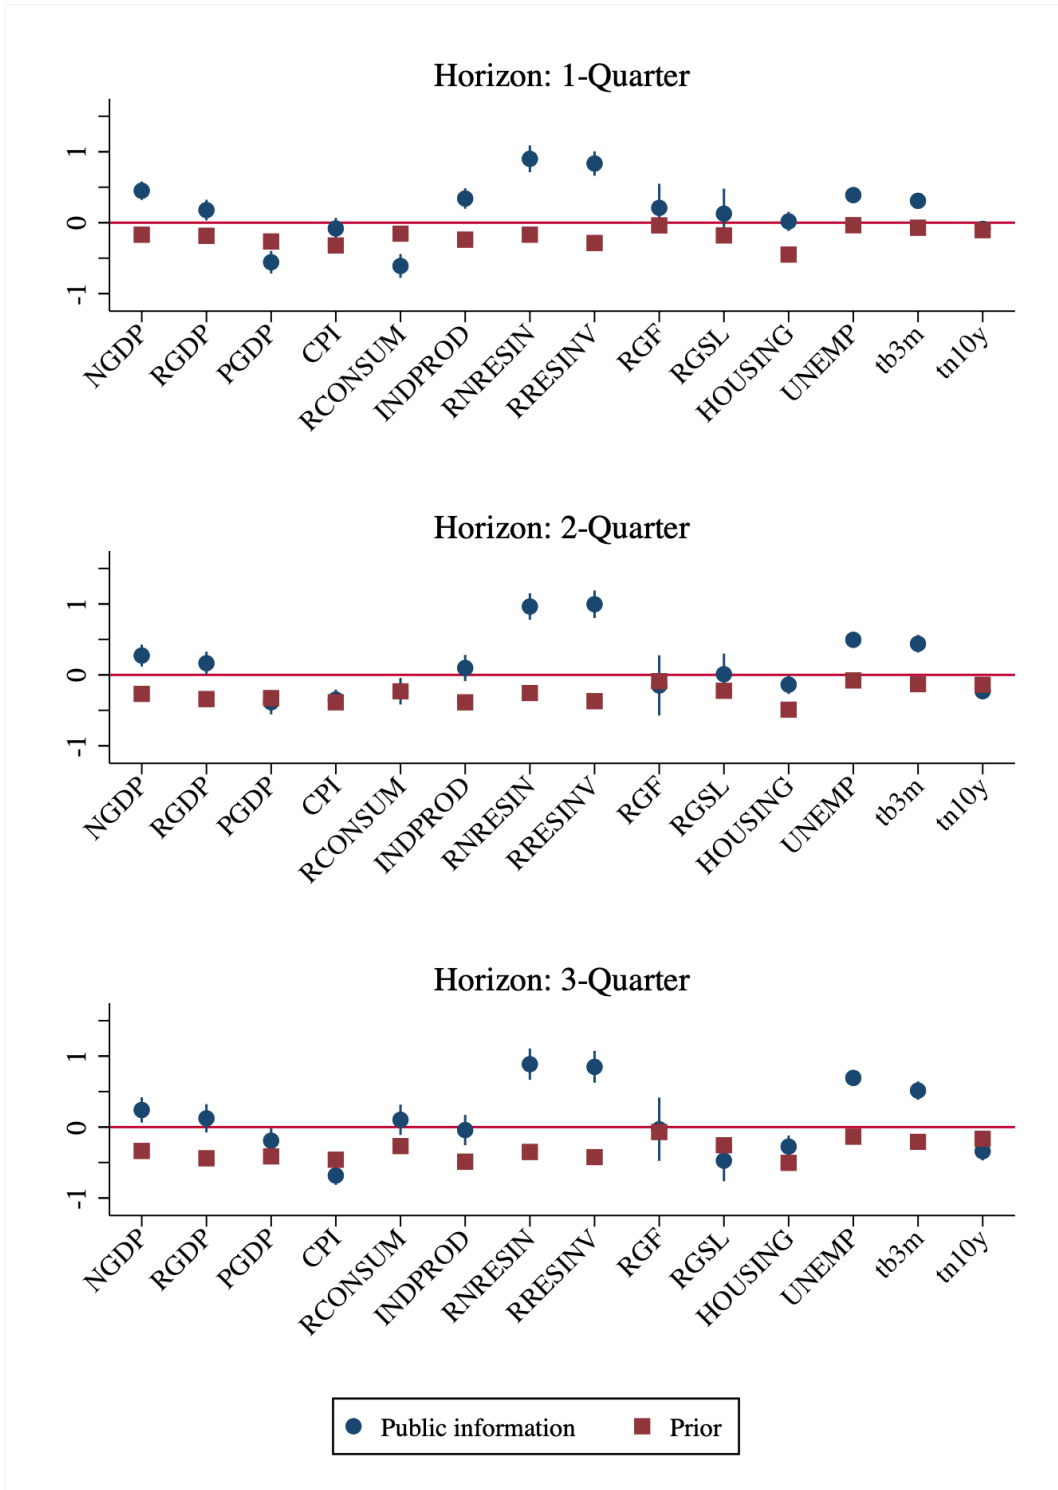 Horizon: 1-Quarter
1
0
-1
NGDP
RGDP
PGDP
CPI
RCONSUM
INDPROD
RNRESIN
RRESINV
RGF
RGSL
HOUSING
UNEMP
tb3m
tn10y
Horizon: 2-Quarter
1
0
-1
NGDP
RGDP
PGDP
CPI
RCONSUM
INDPROD
RNRESIN
RRESINV
RGF
RGSL
HOUSING
UNEMP
tb3m
tn10y
Horizon: 3-Quarter
1
0
-1
NGDP
RGDP
PGDP
CPI
RCONSUM
INDPROD
RNRESIN
RRESINV
RGF
RGSL
HOUSING
UNEMP
tb3m
tn10y
Public information
Prior